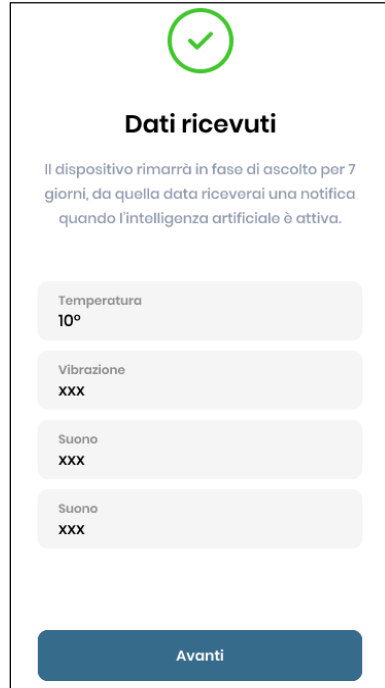 Dati ricevuti
Il dispositivo rimarrà in fase di ascolto per 7
giorni, da quella data riceverai una notifica
quando l'intelligenza artificiale è attiva.
Temperatura
10°
Vibrazione
xxx
Suono
xxx
Suono
xxx
Avanti